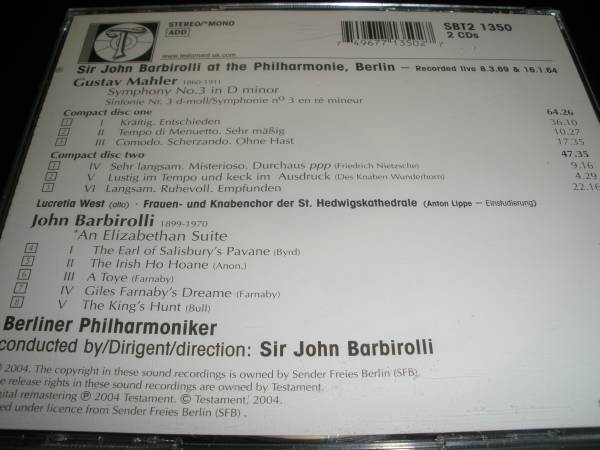 STEREO/*MONO
ADD
www.testament.uk.com
SBT2 1350
7 49677 13502 7
2 CDs
Sir John Barbirolli at the Philharmonie, Berlin – Recorded live 8.3.69 & 16.1.64
Gustav Mahler 1860-1911
Symphony No.3 in D minor
Sinfonie Nr. 3 d-moll/Symphonie nº 3 en ré mineur
Compact disc one 64.26
1 I Kräftig. Entschieden 36.10
2 II Tempo di Menuetto. Sehr mäßig 10.27
3 III Comodo. Scherzando. Ohne Hast 17.35
Compact disc two 47.35
1 IV Sehr langsam. Misterioso. Durchaus ppp (Friedrich Nietzsche) 9.16
2 V Lustig im Tempo und keck im Ausdruck (Des Knaben Wunderhorn) 4.29
3 VI Langsam. Ruhevoll. Empfunden 22.16
Lucretia West (alto) - Frauen- und Knabenchor der St. Hedwigskathedrale (Anton Lippe – Einstudierung)
John Barbirolli 1899-1970
*An Elizabethan Suite
4 I The Earl of Salisbury's Pavane (Byrd)
5 II The Irish Ho Hoane (Anon.)
6 III A Toye (Farnaby)
7 IV Giles Farnaby's Dreame (Farnaby)
8 V The King's Hunt (Bull)
Berliner Philharmoniker
conducted by/Dirigent/direction: Sir John Barbirolli
℗ 2004. The copyright in these sound recordings is owned by Sender Freies Berlin (SFB)
e release rights in these sound recordings are owned by Testament.
gital remastering ℗ 2004 Testament. © Testament, 2004.
ed under licence from Sender Freies Berlin (SFB) .